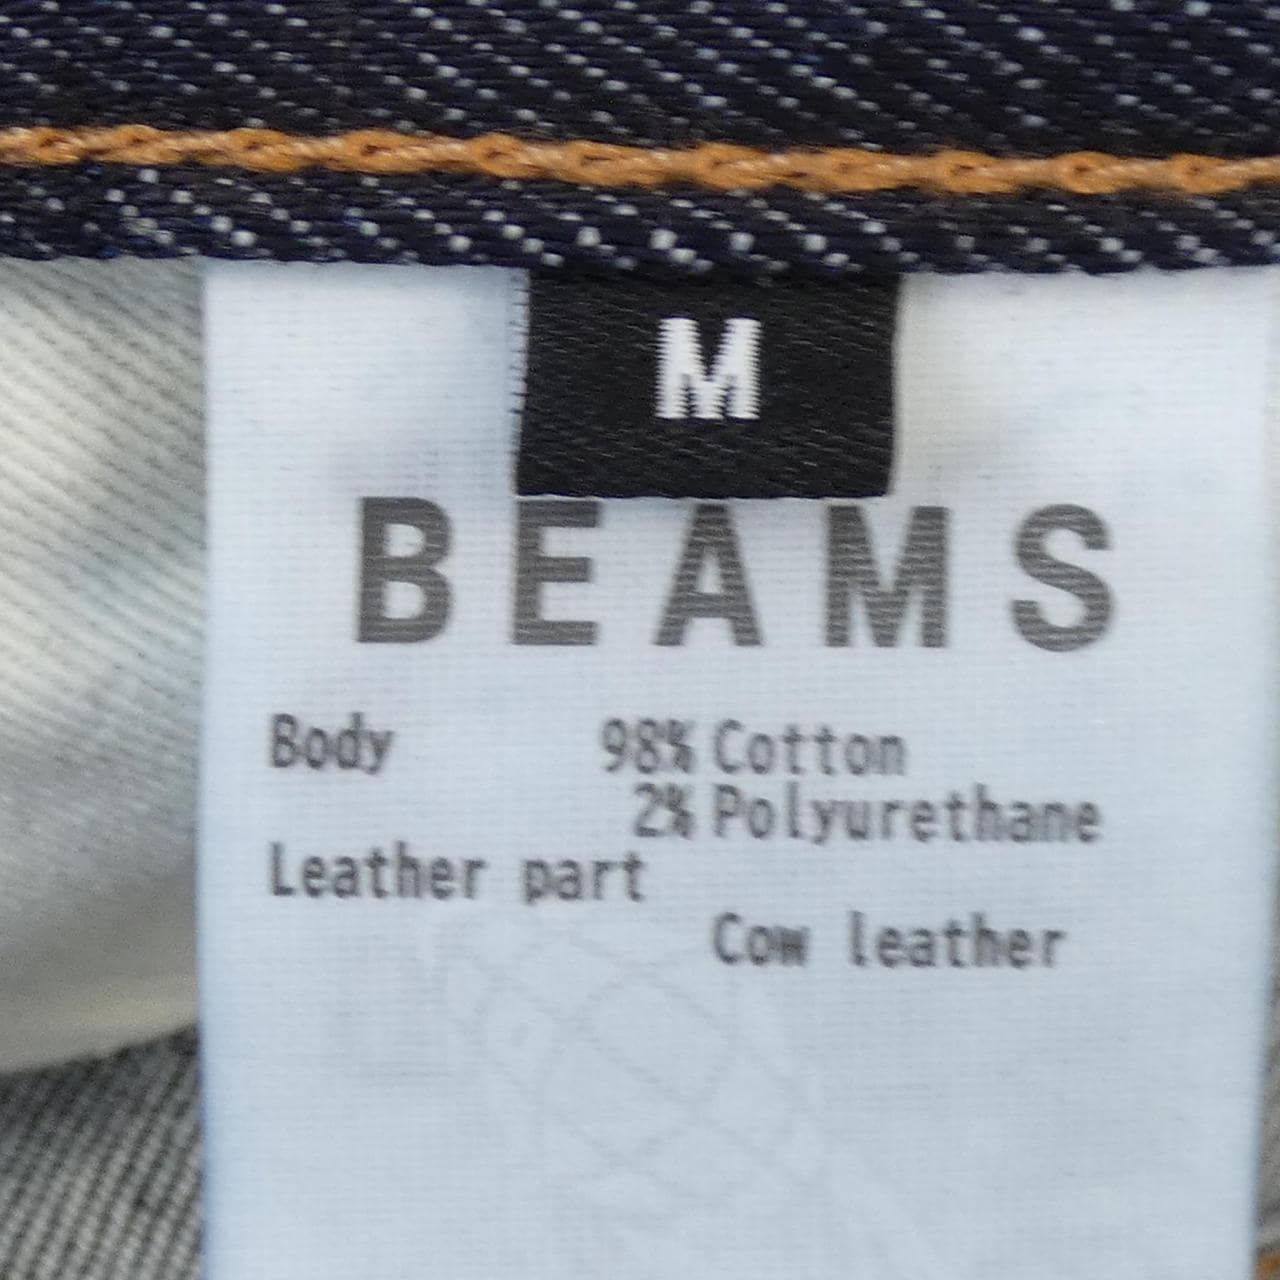 M
BEAMS
Body 98% Cotton
2% Polyurethane
Leather part
Cow leather